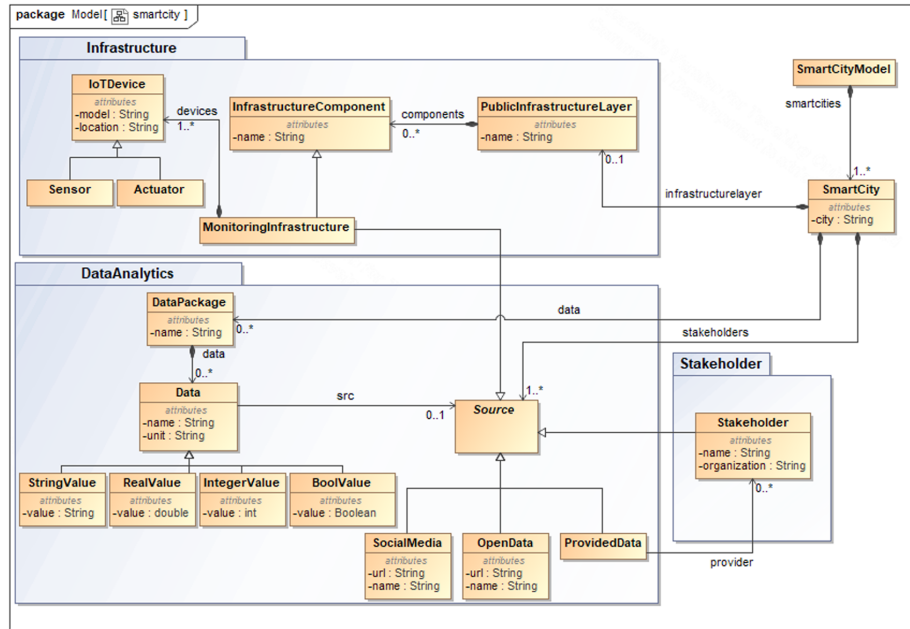 package Model[ smartcity ]
Infrastructure
IoTDevice
attributes
-model : String
-location : String
devices
1..*
Sensor
Actuator
InfrastructureComponent
attributes
-name : String
components
0..*
PublicInfrastructureLayer
attributes
-name : String
0..1
MonitoringInfrastructure
infrastructurelayer
SmartCityModel
smartcities
1..*
SmartCity
attributes
-city : String
DataAnalytics
DataPackage
attributes
-name : String
0..*
data
data
0..*
stakeholders
1..*
Data
attributes
-name : String
-unit : String
src
0..1
Source
StringValue
attributes
-value : String
RealValue
attributes
-value : double
IntegerValue
attributes
-value : int
BoolValue
attributes
-value : Boolean
SocialMedia
attributes
-url : String
-name : String
OpenData
attributes
-url : String
-name : String
ProvidedData
Stakeholder
Stakeholder
attributes
-name : String
-organization : String
0..*
provider